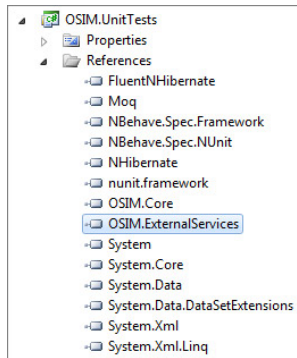 OSIM.UnitTests
Properties
References
FluentNHibernate
Moq
NBehave.Spec.Framework
NBehave.Spec.NUnit
NHibernate
nunit.framework
OSIM.Core
OSIM.ExternalServices
System
System.Core
System.Data
System.Data.DataSetExtensions
System.Xml
System.Xml.Linq